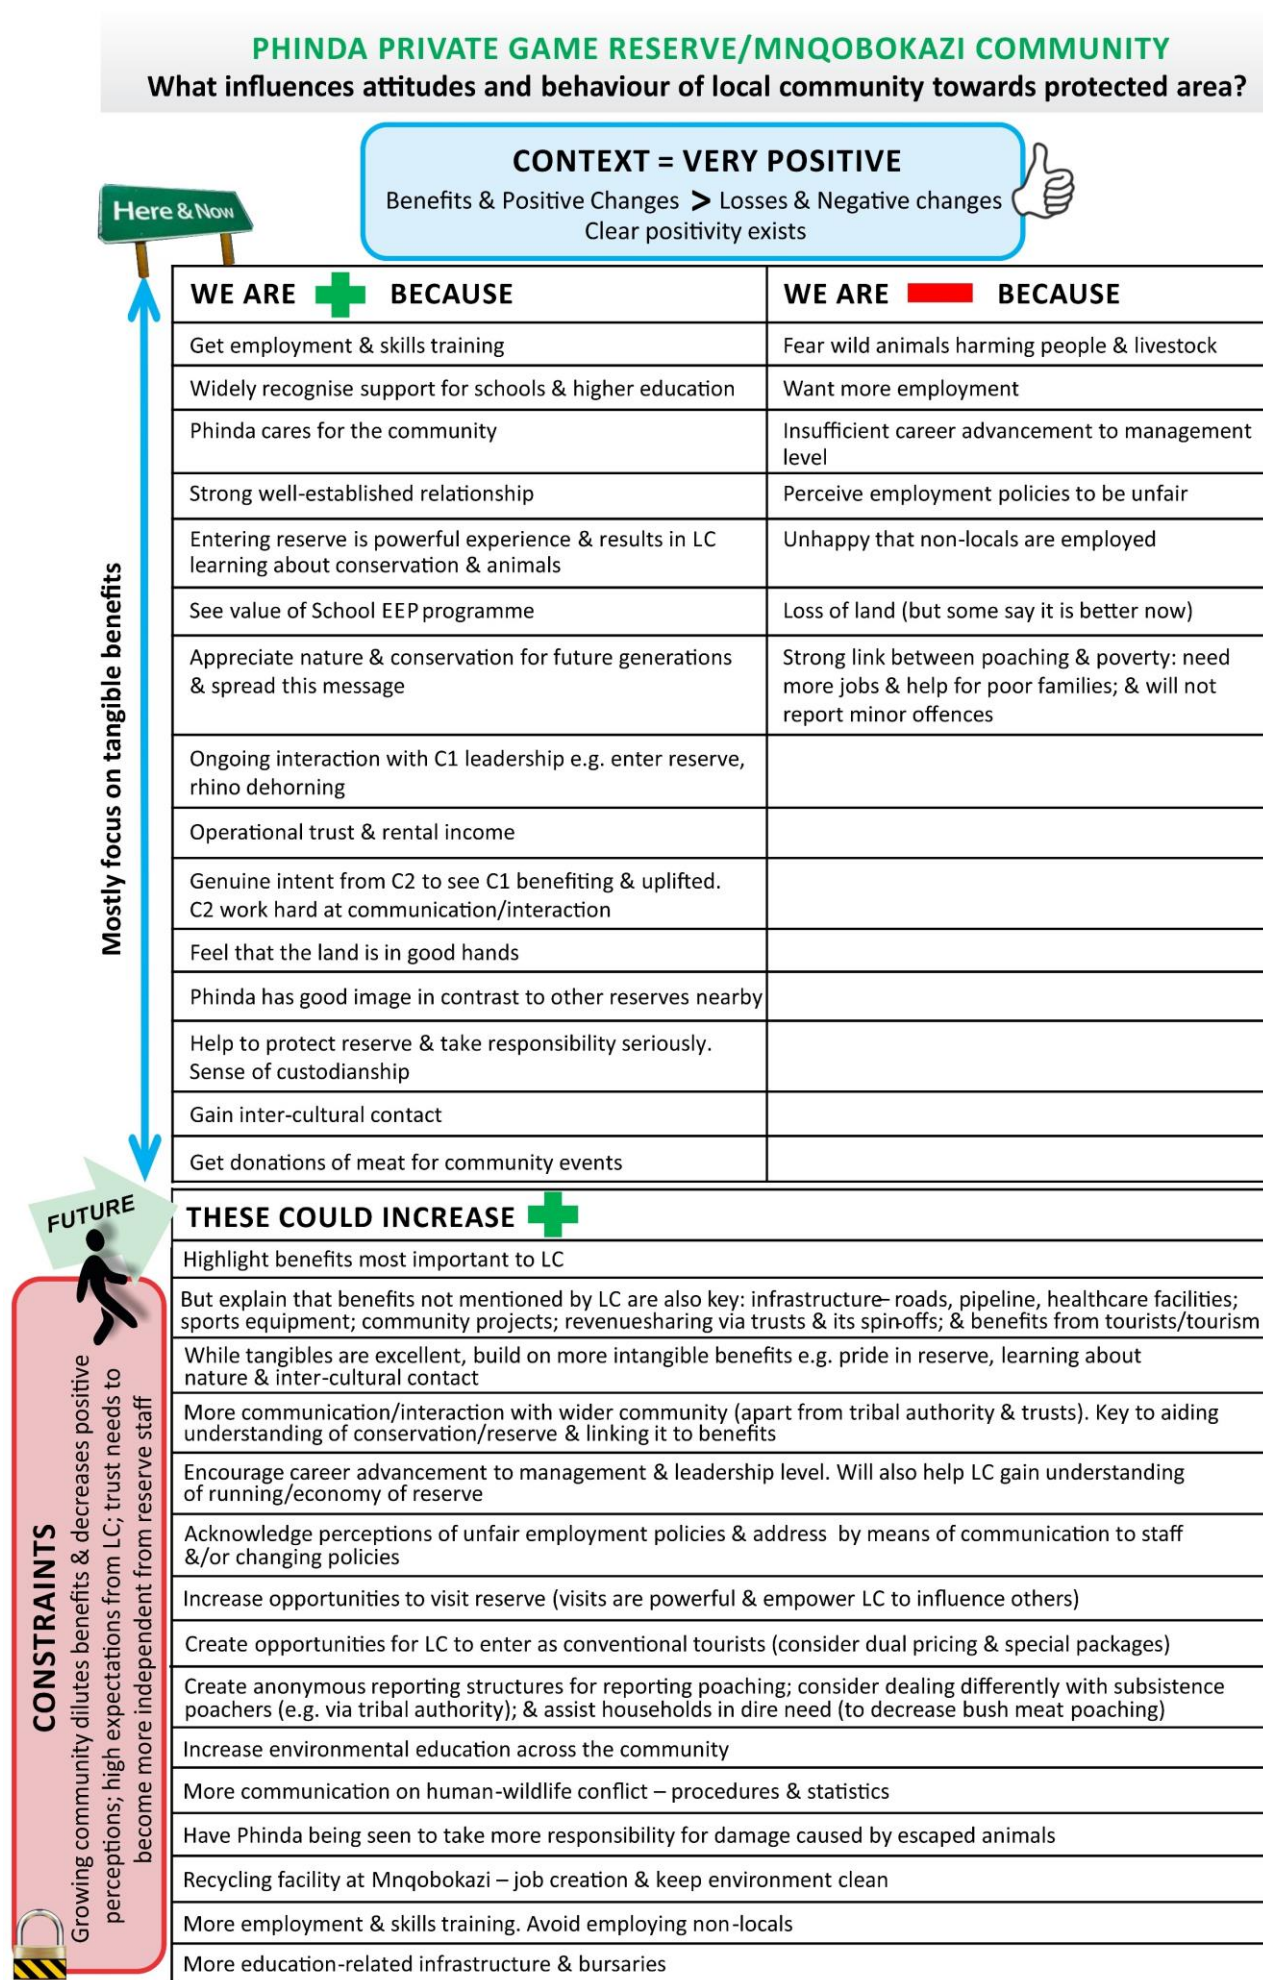 PHINDA PRIVATE GAME RESERVE/MNQOBOKAZI COMMUNITY
What influences attitudes and behaviour of local community towards protected area?
CONTEXT = VERY POSITIVE
Benefits & Positive Changes > Losses & Negative changes
Clear positivity exists
Here & Now
Mostly focus on tangible benefits
WE ARE + BECAUSE
WE ARE - BECAUSE
Get employment & skills training
Fear wild animals harming people & livestock
Widely recognise support for schools & higher education
Want more employment
Phinda cares for the community
Insufficient career advancement to management
level
Strong well-established relationship
Perceive employment policies to be unfair
Entering reserve is powerful experience & results in LC
learning about conservation & animals
Unhappy that non-locals are employed
See value of School EEP programme
Loss of land (but some say it is better now)
Appreciate nature & conservation for future generations
& spread this message
Strong link between poaching & poverty: need
more jobs & help for poor families; & will not
report minor offences
Ongoing interaction with C1 leadership e.g. enter reserve,
rhino dehorning
Operational trust & rental income
Genuine intent from C2 to see C1 benefiting & uplifted.
C2 work hard at communication/interaction
Feel that the land is in good hands
Phinda has good image in contrast to other reserves nearby
Help to protect reserve & take responsibility seriously.
Sense of custodianship
Gain inter-cultural contact
Get donations of meat for community events
FUTURE
THESE COULD INCREASE +
Highlight benefits most important to LC
But explain that benefits not mentioned by LC are also key: infrastructure– roads, pipeline, healthcare facilities;
sports equipment; community projects; revenuesharing via trusts & its spin-offs; & benefits from tourists/tourism
While tangibles are excellent, build on more intangible benefits e.g. pride in reserve, learning about
nature & inter-cultural contact
More communication/interaction with wider community (apart from tribal authority & trusts). Key to aiding
understanding of conservation/reserve & linking it to benefits
Encourage career advancement to management & leadership level. Will also help LC gain understanding
of running/economy of reserve
Acknowledge perceptions of unfair employment policies & address by means of communication to staff
&/or changing policies
Increase opportunities to visit reserve (visits are powerful & empower LC to influence others)
Create opportunities for LC to enter as conventional tourists (consider dual pricing & special packages)
Create anonymous reporting structures for reporting poaching; consider dealing differently with subsistence
poachers (e.g. via tribal authority); & assist households in dire need (to decrease bush meat poaching)
Increase environmental education across the community
More communication on human-wildlife conflict – procedures & statistics
Have Phinda being seen to take more responsibility for damage caused by escaped animals
Recycling facility at Mnqobokazi – job creation & keep environment clean
More employment & skills training. Avoid employing non-locals
More education-related infrastructure & bursaries
CONSTRAINTS
Growing community dilutes benefits & decreases positive
perceptions; high expectations from LC; trust needs to
become more independent from reserve staff